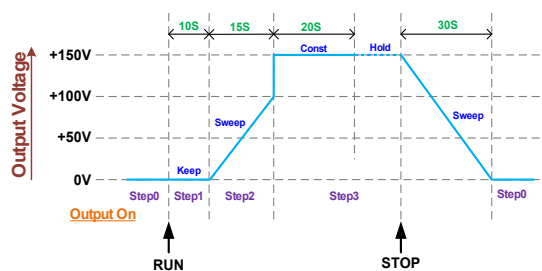 10S 15S 20S 30S
+150V
+100V
+50V
0V
Output Voltage
Const Hold
Sweep Sweep
Keep
Step0 Step1 Step2 Step3 Step0
Output On
RUN STOP